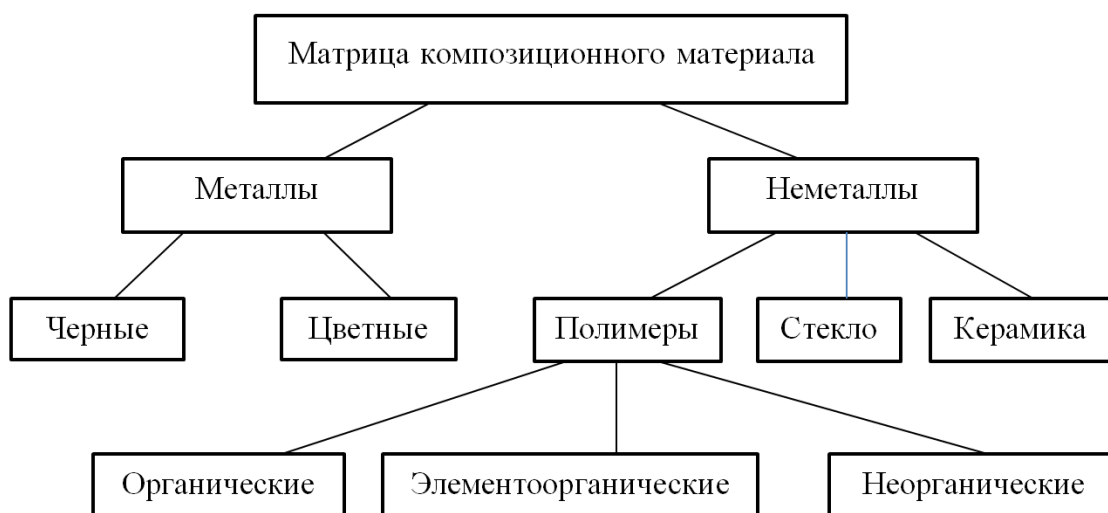 Матрица композиционного материала
Металлы
Неметаллы
Черные
Цветные
Полимеры
Стекло
Керамика
Органические
Элементоорганические
Неорганические